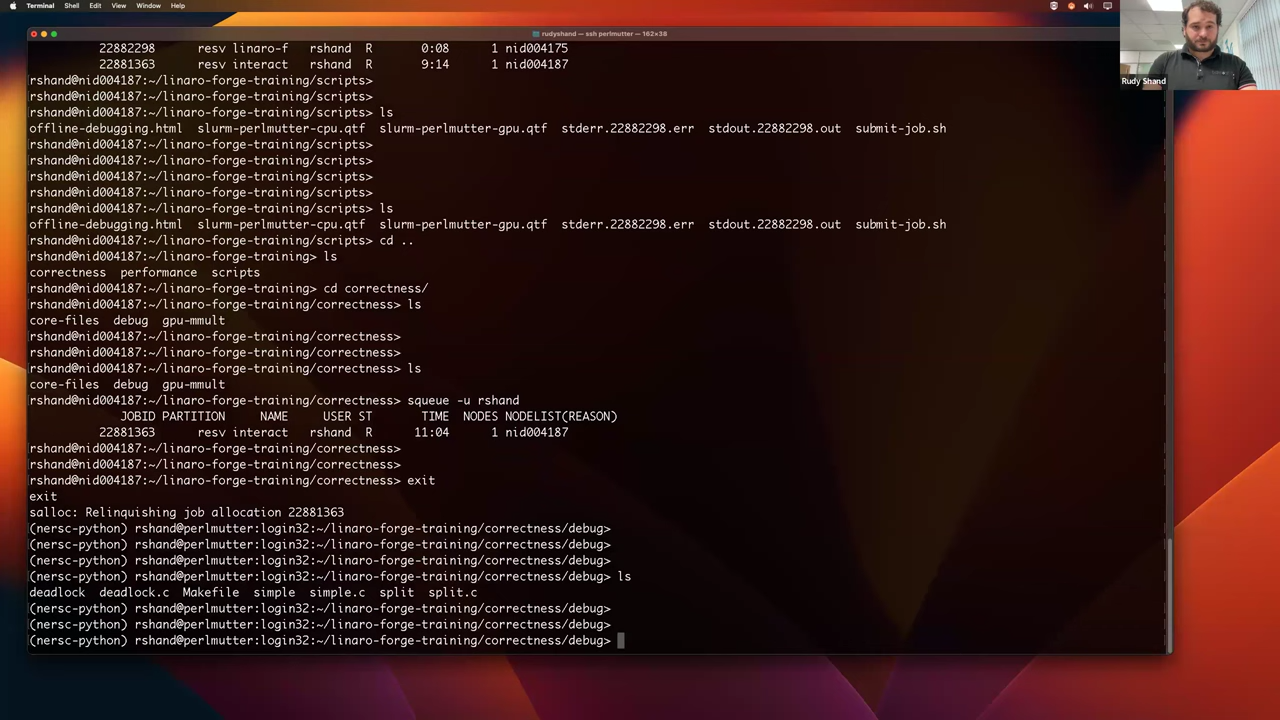 Terminal Shell Edit View Window Help
rudyshand — ssh perlmutter — 162×38
Rudy Shand
22882298 resv linaro-f rshand R 0:08 1 nid004175
22881363 resv interact rshand R 9:14 1 nid004187
rshand@nid004187:~/linaro-forge-training/scripts>
rshand@nid004187:~/linaro-forge-training/scripts>
rshand@nid004187:~/linaro-forge-training/scripts> ls
offline-debugging.html slurm-perlmutter-cpu.qtf slurm-perlmutter-gpu.qtf stderr.22882298.err stdout.22882298.out submit-job.sh
rshand@nid004187:~/linaro-forge-training/scripts>
rshand@nid004187:~/linaro-forge-training/scripts>
rshand@nid004187:~/linaro-forge-training/scripts>
rshand@nid004187:~/linaro-forge-training/scripts>
rshand@nid004187:~/linaro-forge-training/scripts> ls
offline-debugging.html slurm-perlmutter-cpu.qtf slurm-perlmutter-gpu.qtf stderr.22882298.err stdout.22882298.out submit-job.sh
rshand@nid004187:~/linaro-forge-training/scripts> cd ..
rshand@nid004187:~/linaro-forge-training> ls
correctness performance scripts
rshand@nid004187:~/linaro-forge-training> cd correctness/
rshand@nid004187:~/linaro-forge-training/correctness> ls
core-files debug gpu-mmult
rshand@nid004187:~/linaro-forge-training/correctness>
rshand@nid004187:~/linaro-forge-training/correctness>
rshand@nid004187:~/linaro-forge-training/correctness> ls
core-files debug gpu-mmult
rshand@nid004187:~/linaro-forge-training/correctness> squeue -u rshand
JOBID PARTITION NAME USER ST TIME NODES NODELIST(REASON)
22881363 resv interact rshand R 11:04 1 nid004187
rshand@nid004187:~/linaro-forge-training/correctness>
rshand@nid004187:~/linaro-forge-training/correctness>
rshand@nid004187:~/linaro-forge-training/correctness> exit
exit
salloc: Relinquishing job allocation 22881363
(nersc-python) rshand@perlmutter:login32:~/linaro-forge-training/correctness/debug>
(nersc-python) rshand@perlmutter:login32:~/linaro-forge-training/correctness/debug>
(nersc-python) rshand@perlmutter:login32:~/linaro-forge-training/correctness/debug>
(nersc-python) rshand@perlmutter:login32:~/linaro-forge-training/correctness/debug> ls
deadlock deadlock.c Makefile simple simple.c split split.c
(nersc-python) rshand@perlmutter:login32:~/linaro-forge-training/correctness/debug>
(nersc-python) rshand@perlmutter:login32:~/linaro-forge-training/correctness/debug>
(nersc-python) rshand@perlmutter:login32:~/linaro-forge-training/correctness/debug>